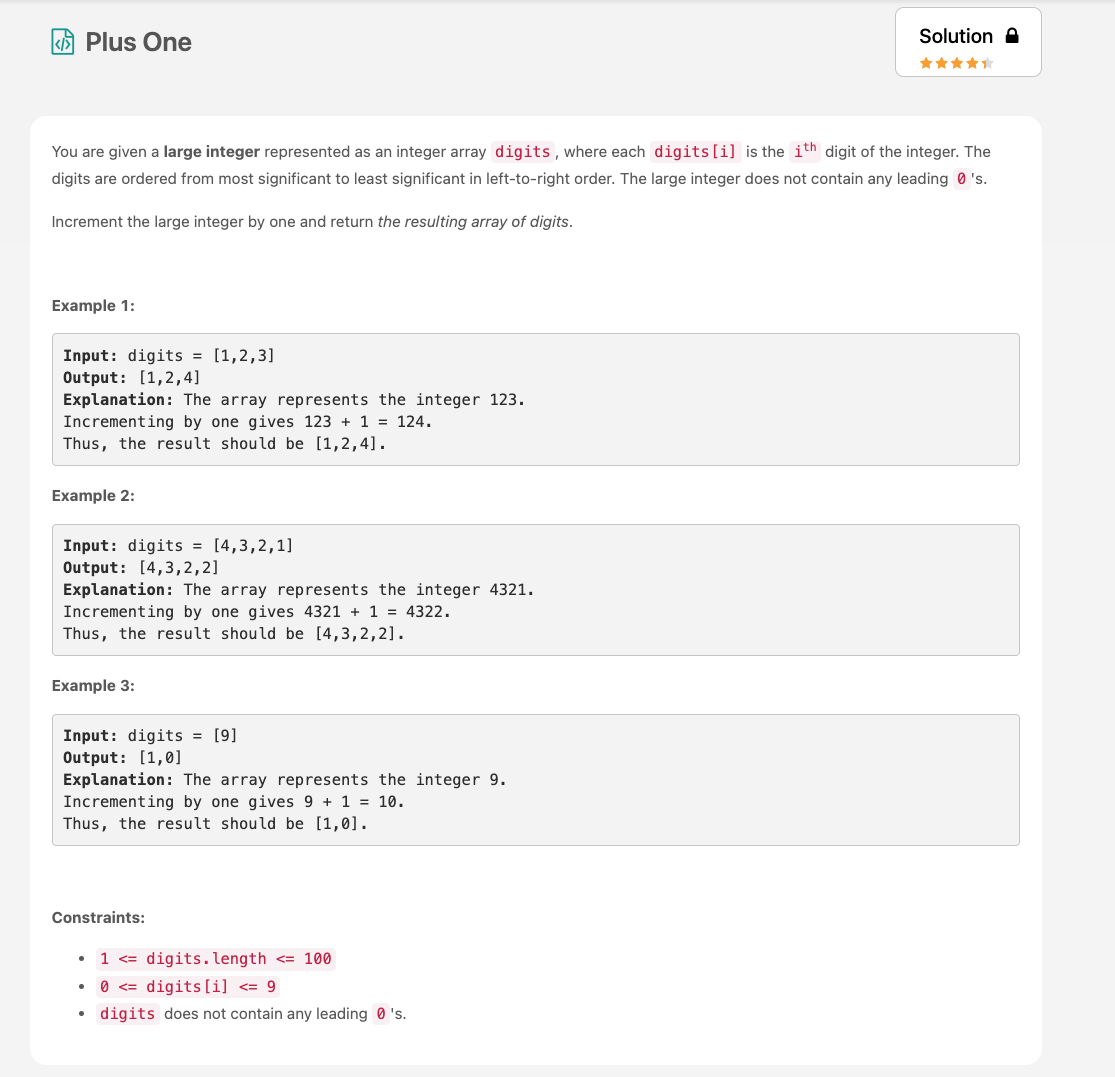 Plus One
Solution
You are given a large integer represented as an integer array digits, where each digits[i] is the ith digit of the integer. The
digits are ordered from most significant to least significant in left-to-right order. The large integer does not contain any leading 0's.
Increment the large integer by one and return the resulting array of digits.
Example 1:
Input: digits = [1,2,3]
Output: [1,2,4]
Explanation: The array represents the integer 123.
Incrementing by one gives 123 + 1 = 124.
Thus, the result should be [1,2,4].
Example 2:
Input: digits = [4,3,2,1]
Output: [4,3,2,2]
Explanation: The array represents the integer 4321.
Incrementing by one gives 4321 + 1 = 4322.
Thus, the result should be [4,3,2,2].
Example 3:
Input: digits = [9]
Output: [1,0]
Explanation: The array represents the integer 9.
Incrementing by one gives 9 + 1 = 10.
Thus, the result should be [1,0].
Constraints:
• 1 <= digits.length <= 100
• 0 <= digits[i] <= 9
• digits does not contain any leading 0's.